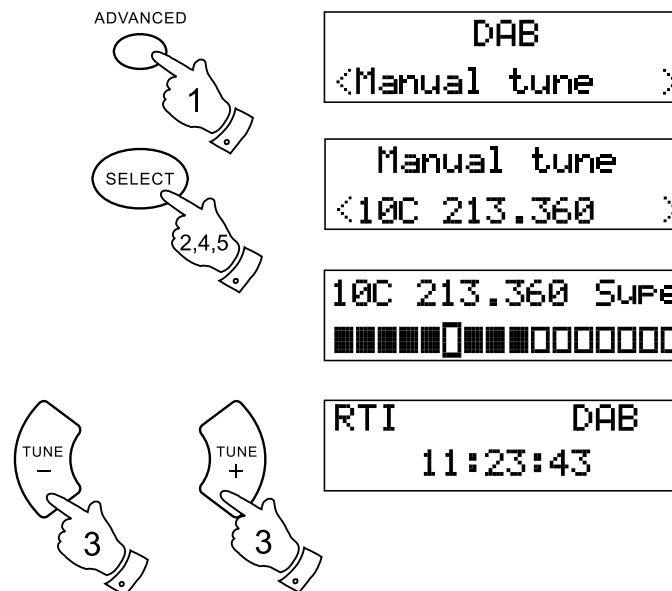 ADVANCED
1
SELECT
2,4,5
TUNE
–
3
TUNE
+
3
DAB
<Manual tune >
Manual tune
<10C 213.360 >
10C 213.360 Supe
RTI DAB
11:23:43